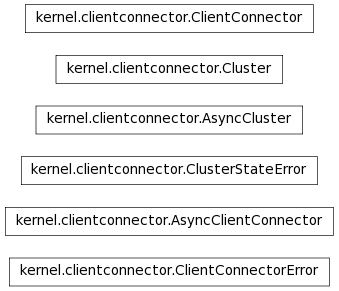 kernel.clientconnector.ClientConnector
kernel.clientconnector.Cluster
kernel.clientconnector.AsyncCluster
kernel.clientconnector.ClusterStateError
kernel.clientconnector.AsyncClientConnector
kernel.clientconnector.ClientConnectorError